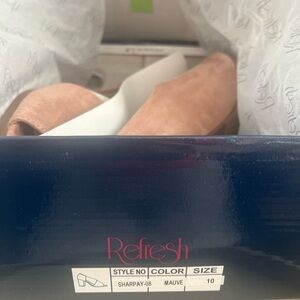 Refresh
STYLE NO COLOR SIZE
SHARPAY-08 MAUVE 10